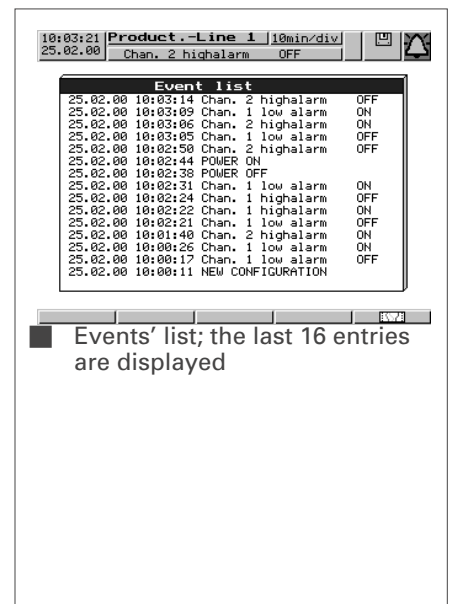 10:03:21 Product.-Line 1 10min/div
25.02.00 Chan. 2 highalarm OFF
Event list
25.02.00 10:03:14 Chan. 2 highalarm OFF
25.02.00 10:03:09 Chan. 1 low alarm ON
25.02.00 10:03:06 Chan. 2 highalarm ON
25.02.00 10:03:05 Chan. 1 low alarm OFF
25.02.00 10:02:50 Chan. 2 highalarm OFF
25.02.00 10:02:44 POWER ON
25.02.00 10:02:38 POWER OFF
25.02.00 10:02:31 Chan. 1 low alarm ON
25.02.00 10:02:24 Chan. 1 highalarm OFF
25.02.00 10:02:22 Chan. 1 highalarm ON
25.02.00 10:02:21 Chan. 1 low alarm OFF
25.02.00 10:01:40 Chan. 2 highalarm ON
25.02.00 10:00:26 Chan. 1 low alarm ON
25.02.00 10:00:17 Chan. 1 low alarm OFF
25.02.00 10:00:11 NEW CONFIGURATION
Events' list; the last 16 entries
are displayed